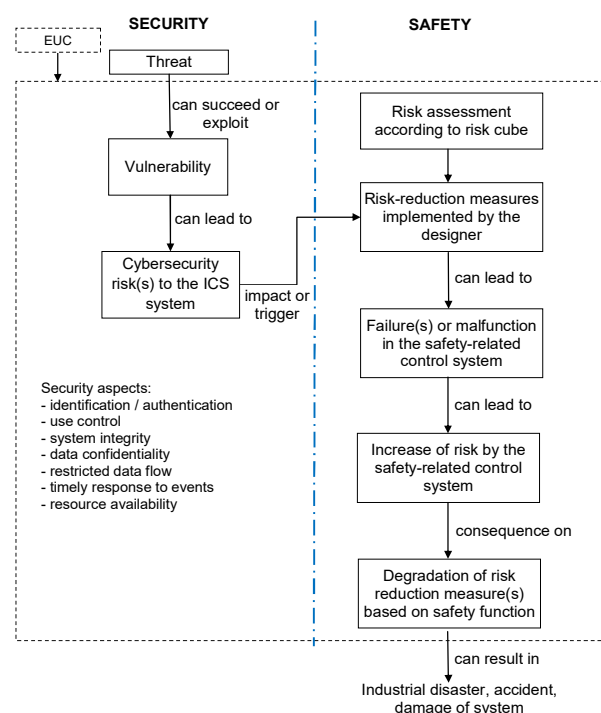 SECURITY
SAFETY
EUC
Threat
can succeed or
exploit
Vulnerability
can lead to
Cybersecurity
risk(s) to the ICS
system
impact or
trigger
Security aspects:
- identification / authentication
- use control
- system integrity
- data confidentiality
- restricted data flow
- timely response to events
- resource availability
Risk assessment
according to risk cube
Risk-reduction measures
implemented by the
designer
can lead to
Failure(s) or malfunction
in the safety-related
control system
can lead to
Increase of risk by the
safety-related control
system
consequence on
Degradation of risk
reduction measure(s)
based on safety function
can result in
Industrial disaster, accident,
damage of system